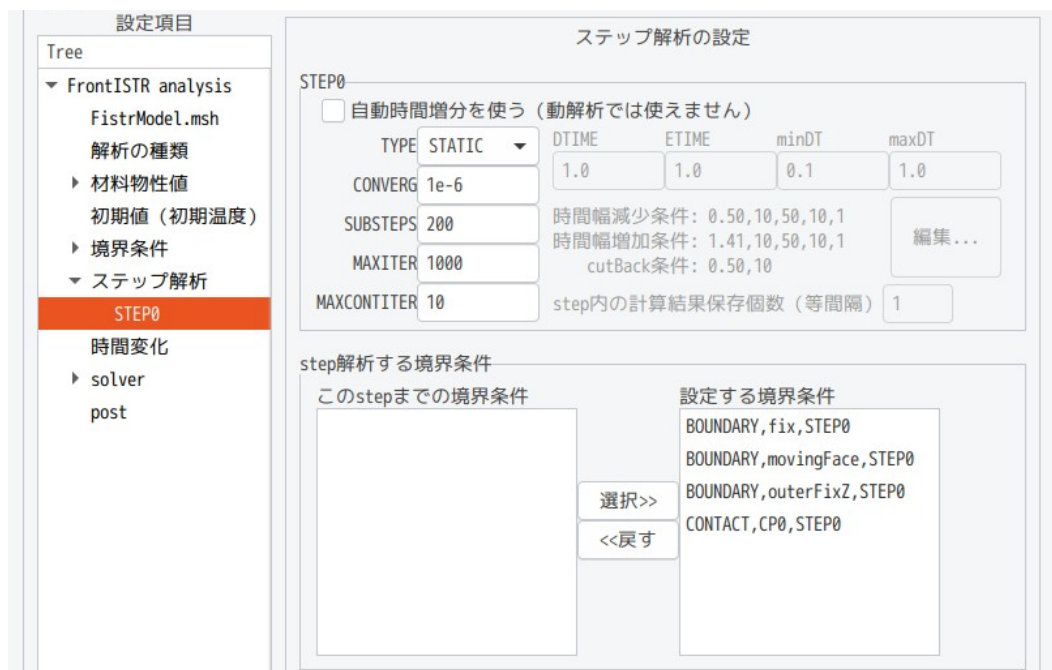 設定項目
Tree
FrontISTR analysis
FistrModel.msh
解析の種類
材料物性値
初期値（初期温度）
境界条件
ステップ解析
STEP0
時間変化
solver
post
ステップ解析の設定
STEP0
自動時間増分を使う（動解析では使えません）
TYPE STATIC
CONVERG 1e-6
SUBSTEPS 200
MAXITER 1000
MAXCONTITER 10
DTIME ETIME minDT maxDT
1.0 1.0 0.1 1.0
時間幅減少条件: 0.50,10,50,10,1
時間幅増加条件: 1.41,10,50,10,1
cutBack条件: 0.50,10
編集...
step内の計算結果保存個数（等間隔） 1
step解析する境界条件
このstepまでの境界条件
選択>>
<<戻す
設定する境界条件
BOUNDARY,fix,STEP0
BOUNDARY,movingFace,STEP0
BOUNDARY,outerFixZ,STEP0
CONTACT,CP0,STEP0